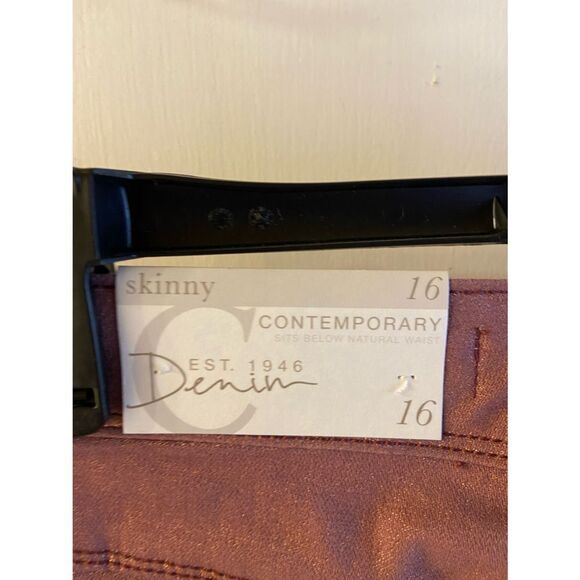 skinny 16
C
CONTEMPORARY
SITS BELOW NATURAL WAIST
EST. 1946
Denim
16